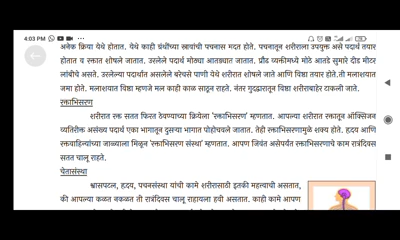 4:03 PM
अनेक क्रिया येथे होतात. येथे काही ग्रंथींच्या स्रावांची पचनास मदत होते. पचनातून शरीराला उपयुक्त असे पदार्थ तयार
होतात व रक्तात शोषले जातात. उरलेले पदार्थ मोठ्या आतड्यात जातात. प्रौढ व्यक्तीमध्ये मोठे आतडे सुमारे दीड मीटर
लांबीचे असते. उरलेल्या पदार्थांत असलेले बरेचसे पाणी येथे शरीरात शोषले जाते आणि विष्ठा तयार होते.ती मलाशयात
जमा होते. मलाशयात विष्ठा म्हणजे मल काही काळ साठून राहते. नंतर गुदद्वारातून विष्ठा शरीराबाहेर टाकली जाते.
रक्ताभिसरण
शरीरात रक्त सतत फिरत ठेवण्याच्या क्रियेला 'रक्ताभिसरण' म्हणतात. आपल्या शरीरात रक्तातून ऑक्सिजन
व्यतिरीक्त असंख्य पदार्थ एका भागातून दुसऱ्या भागात पोहोचवले जातात. तेही रक्ताभिसरणामुळे शक्य होते. हृदय आणि
रक्तवाहिन्यांच्या जाळ्याला मिळून 'रक्ताभिसरण संस्था' म्हणतात. आपण जिवंत असेपर्यंत रक्ताभिसरणाचे काम रात्रंदिवस
सतत चालू राहते.
चेतासंस्था
श्वासपटल, हृदय, पचनसंस्था यांची कामे शरीरासाठी इतकी महत्त्वाची असतात,
की आपल्या कळत नकळत ती रात्रंदिवस चालू राहायला हवी असतात. काही कामे आपण